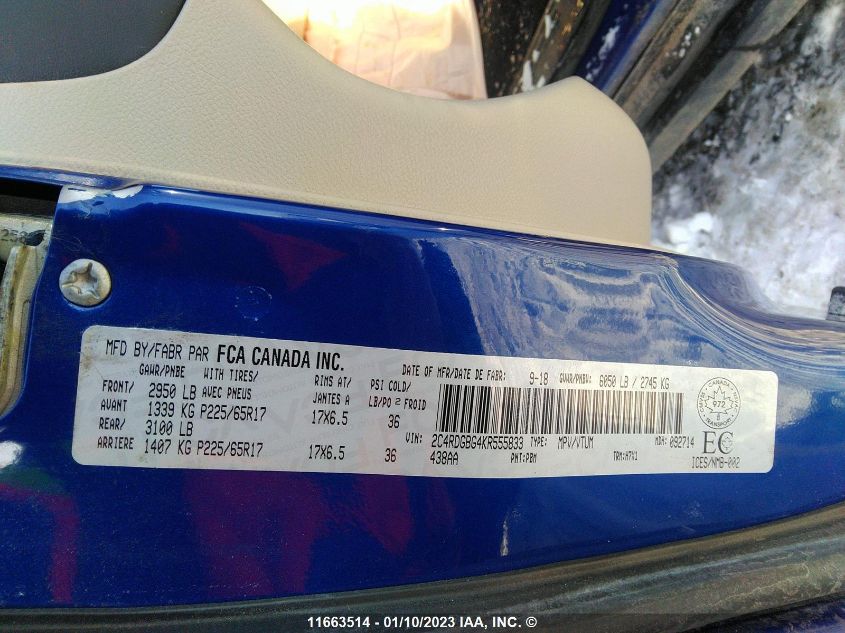 MFD BY/FABR PAR FCA CANADA INC.
DATE OF MFR/DATE DE FABR: 9-18 GVWR/PNBV: 6050 LB / 2745 KG
GAWR/PNBE WITH TIRES/ RIMS AT/ PSI COLD/
FRONT/ 2950 LB AVEC PNEUS JANTES A LB/PO 2 FROID
AVANT 1339 KG P225/65R17 17X6.5 36
REAR/ 3100 LB
ARRIERE 1407 KG P225/65R17 17X6.5 36
VIN: 2C4RDGBG4KR555833 TYPE: MPV/VTUM MDH: 092714
438AA PNT: PBM TRM: H7V1
CANADA
972
TRANSPORT
EC
ICES/NMB-002
11663514 - 01/10/2023 IAA, INC. ©